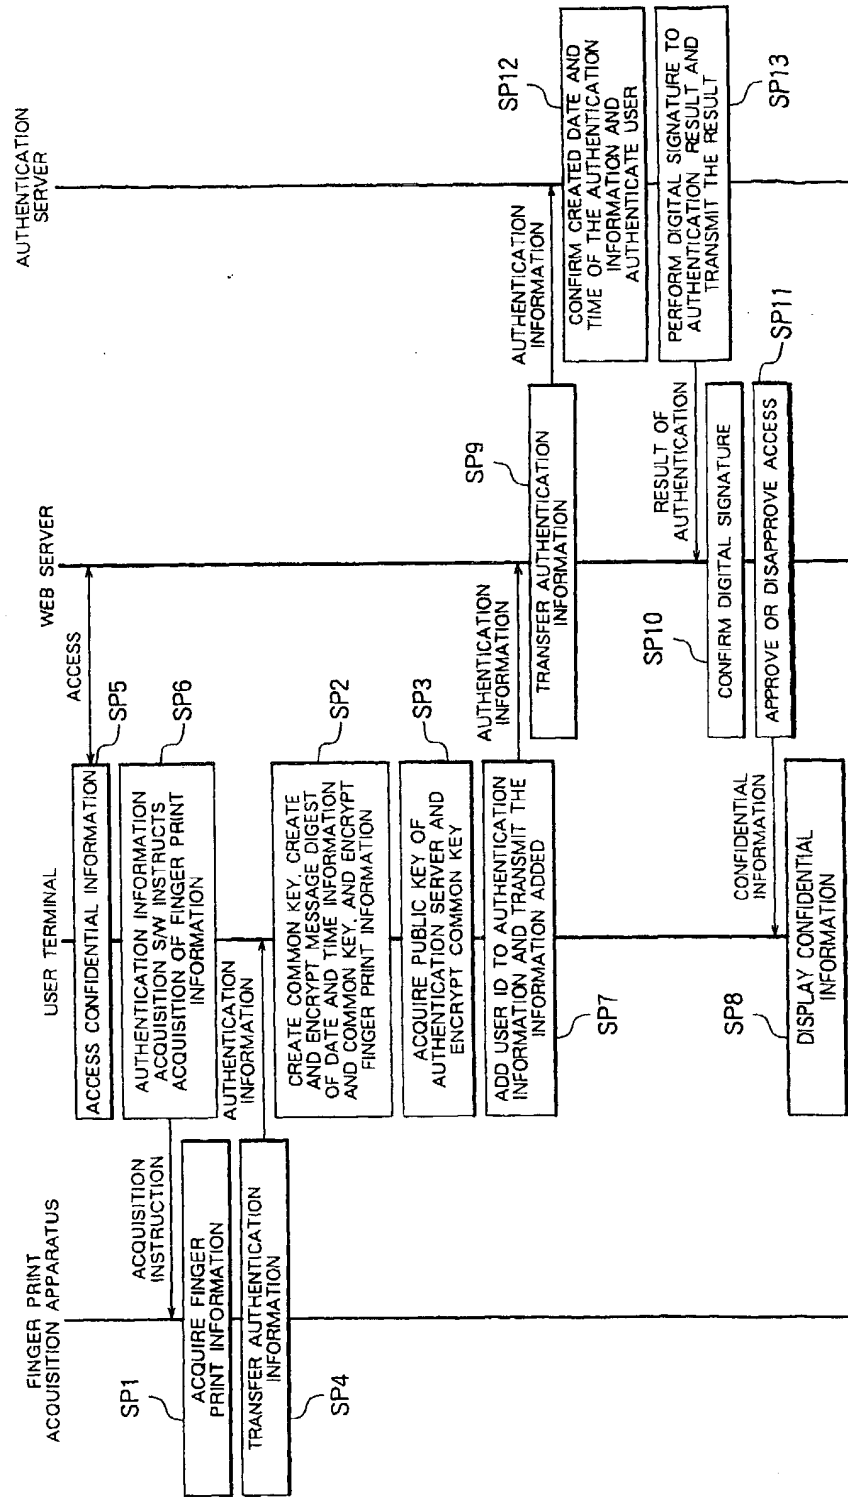 FINGER PRINT
ACQUISITION APPARATUS
USER TERMINAL
WEB SERVER
AUTHENTICATION
SERVER
ACCESS CONFIDENTIAL INFORMATION
SP5
ACCESS
AUTHENTICATION INFORMATION
ACQUISITION S/W INSTRUCTS
ACQUISITION OF FINGER PRINT
INFORMATION
SP6
ACQUISITION
INSTRUCTION
SP1
ACQUIRE FINGER
PRINT INFORMATION
TRANSFER AUTHENTICATION
INFORMATION
SP4
AUTHENTICATION
INFORMATION
CREATE COMMON KEY, CREATE
AND ENCRYPT MESSAGE DIGEST
OF DATE AND TIME INFORMATION
AND COMMON KEY, AND ENCRYPT
FINGER PRINT INFORMATION
SP2
ACQUIRE PUBLIC KEY OF
AUTHENTICATION SERVER AND
ENCRYPT COMMON KEY
SP3
ADD USER ID TO AUTHENTICATION
INFORMATION AND TRANSMIT THE
INFORMATION ADDED
SP7
AUTHENTICATION
INFORMATION
TRANSFER AUTHENTICATION
INFORMATION
SP9
AUTHENTICATION
INFORMATION
CONFIRM CREATED DATE AND
TIME OF THE AUTHENTICATION
INFORMATION AND
AUTHENTICATE USER
SP12
PERFORM DIGITAL SIGNATURE TO
AUTHENTICATION RESULT AND
TRANSMIT THE RESULT
SP13
RESULT OF
AUTHENTICATION
SP10
CONFIRM DIGITAL SIGNATURE
APPROVE OR DISAPPROVE ACCESS
SP11
CONFIDENTIAL
INFORMATION
SP8
DISPLAY CONFIDENTIAL
INFORMATION